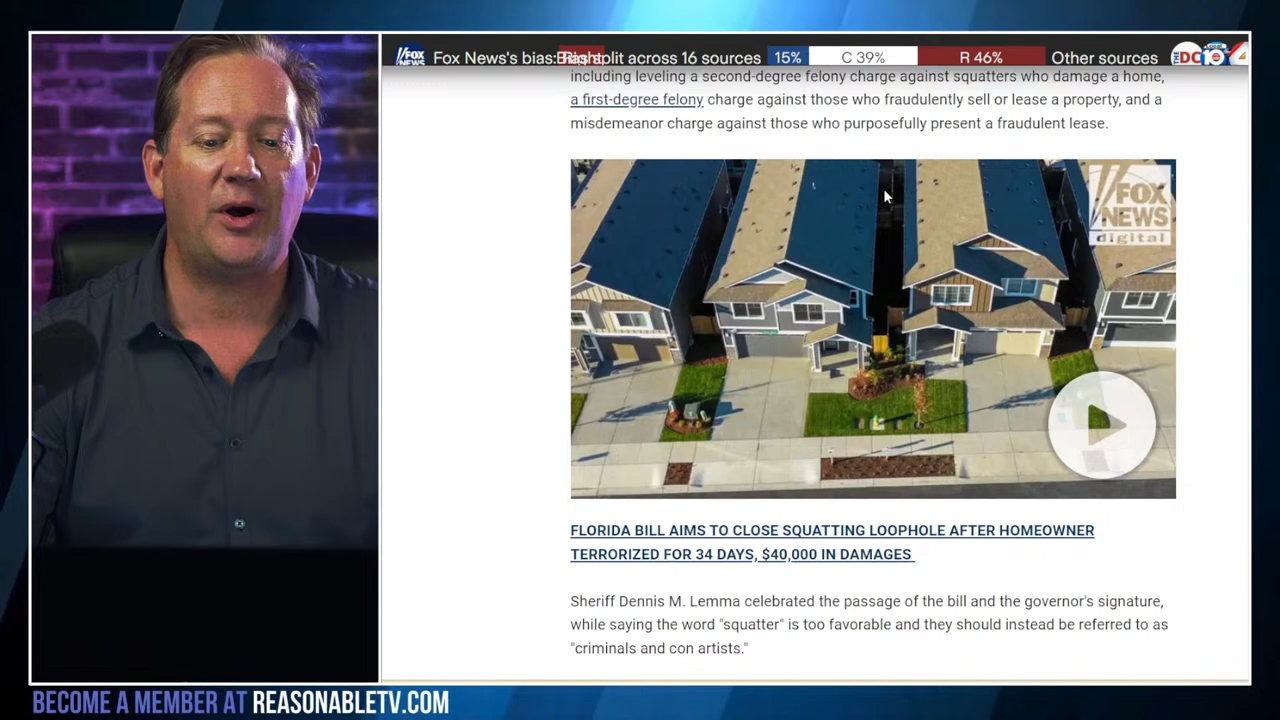 FOX
NEWS
Fox News's bias: Right split across 16 sources 15% C 39% R 46% Other sources
including leveling a second-degree felony charge against squatters who damage a home,
a first-degree felony charge against those who fraudulently sell or lease a property, and a
misdemeanor charge against those who purposefully present a fraudulent lease.
FOX
NEWS
digital
FLORIDA BILL AIMS TO CLOSE SQUATTING LOOPHOLE AFTER HOMEOWNER
TERRORIZED FOR 34 DAYS, $40,000 IN DAMAGES
Sheriff Dennis M. Lemma celebrated the passage of the bill and the governor's signature,
while saying the word "squatter" is too favorable and they should instead be referred to as
"criminals and con artists."
BECOME A MEMBER AT REASONABLETV.COM